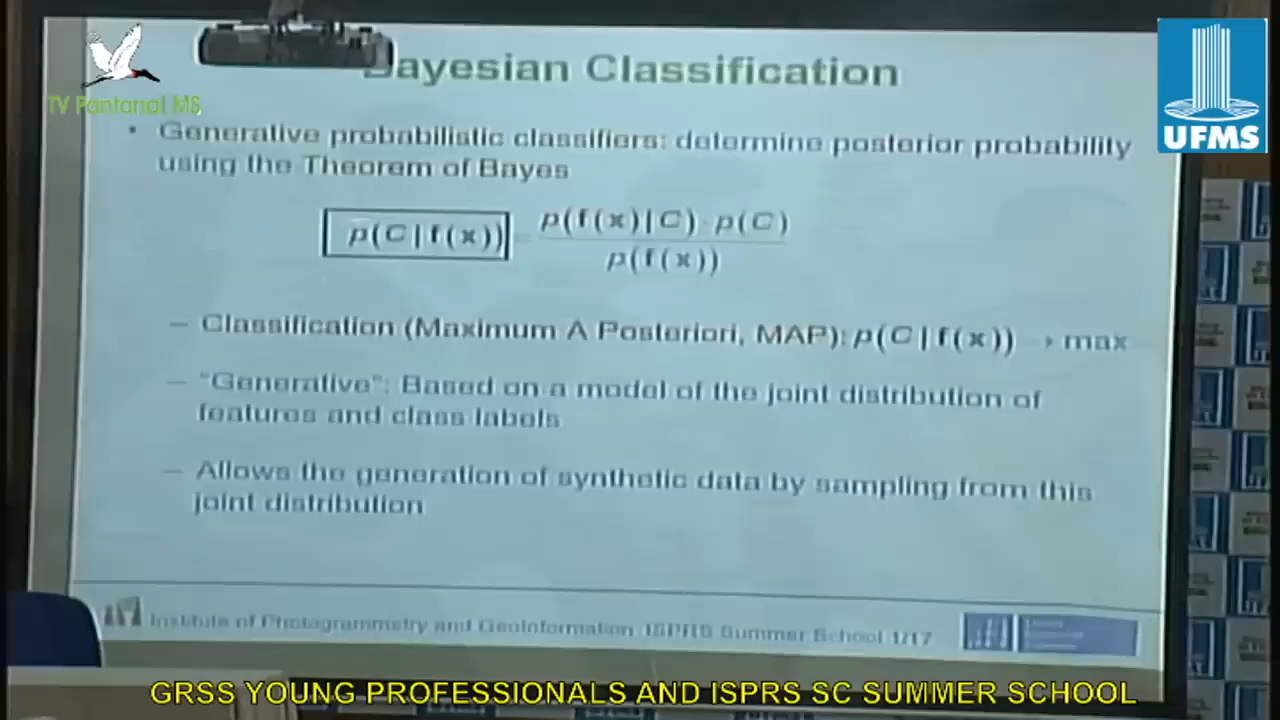 TV Pantanal MS
UFMS
Bayesian Classification
• Generative probabilistic classifiers: determine posterior probability
using the Theorem of Bayes
p(C|f(x)) = p(f(x)|C) · p(C) / p(f(x))
– Classification (Maximum A Posteriori, MAP): p(C|f(x)) → max
– "Generative": Based on a model of the joint distribution of
features and class labels
– Allows the generation of synthetic data by sampling from this
joint distribution
Institute of Photogrammetry and GeoInformation ISPRS Summer School 1/17
GRSS YOUNG PROFESSIONALS AND ISPRS SC SUMMER SCHOOL